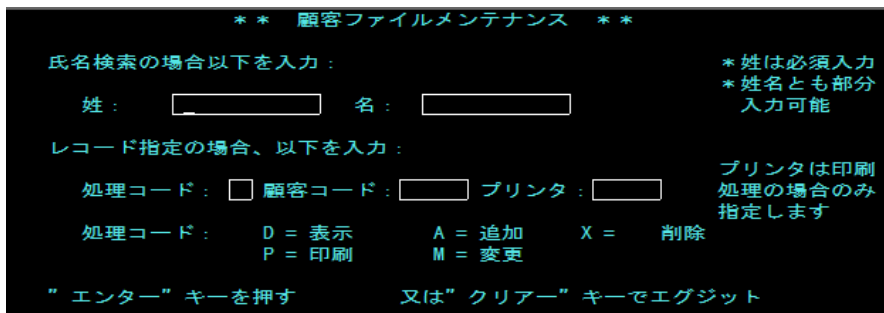 ＊＊　顧客ファイルメンテナンス　＊＊
氏名検索の場合以下を入力：
＊姓は必須入力
＊姓名とも部分
入力可能
姓：　名：
レコード指定の場合、以下を入力：
処理コード：　顧客コード：　プリンタ：
プリンタは印刷
処理の場合のみ
指定します
処理コード：　D = 表示　A = 追加　X =　削除
P = 印刷　M = 変更
”エンター”キーを押す　又は”クリアー”キーでエグジット